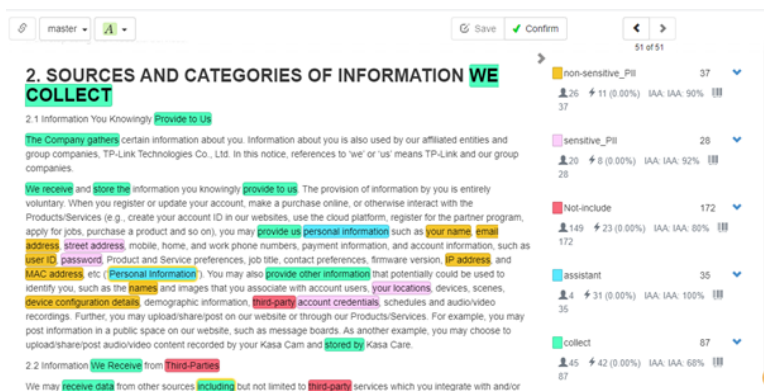 master
A
Save
Confirm
51 of 51
2. SOURCES AND CATEGORIES OF INFORMATION WE
COLLECT
2.1 Information You Knowingly Provide to Us
The Company gathers certain information about you. Information about you is also used by our affiliated entities and
group companies, TP-Link Technologies Co., Ltd. In this notice, references to 'we' or 'us' means TP-Link and our group
companies.
We receive and store the information you knowingly provide to us. The provision of information by you is entirely
voluntary. When you register or update your account, make a purchase online, or otherwise interact with the
Products/Services (e.g., create your account ID in our websites, use the cloud platform, register for the partner program,
apply for jobs, purchase a product and so on), you may provide us personal information such as your name, email
address, street address, mobile, home, and work phone numbers, payment information, and account information, such as
user ID, password, Product and Service preferences, job title, contact preferences, firmware version, IP address, and
MAC address, etc ("Personal Information"). You may also provide other information that potentially could be used to
identify you, such as the names and images that you associate with account users, your locations, devices, scenes,
device configuration details, demographic information, third-party account credentials, schedules and audio/video
recordings. Further, you may upload/share/post on our website or through our Products/Services. For example, you may
post information in a public space on our website, such as message boards. As another example, you may choose to
upload/share/post audio/video content recorded by your Kasa Cam and stored by Kasa Care.
2.2 Information We Receive from Third-Parties
We may receive data from other sources including but not limited to third-party services which you integrate with and/or
non-sensitive_PII 37
26 11 (0.00%) IAA: IAA: 90%
37
sensitive_PII 28
20 8 (0.00%) IAA: IAA: 92%
28
Not-include 172
149 23 (0.00%) IAA: IAA: 80%
172
assistant 35
4 31 (0.00%) IAA: IAA: 100%
35
collect 87
45 42 (0.00%) IAA: IAA: 68%
87